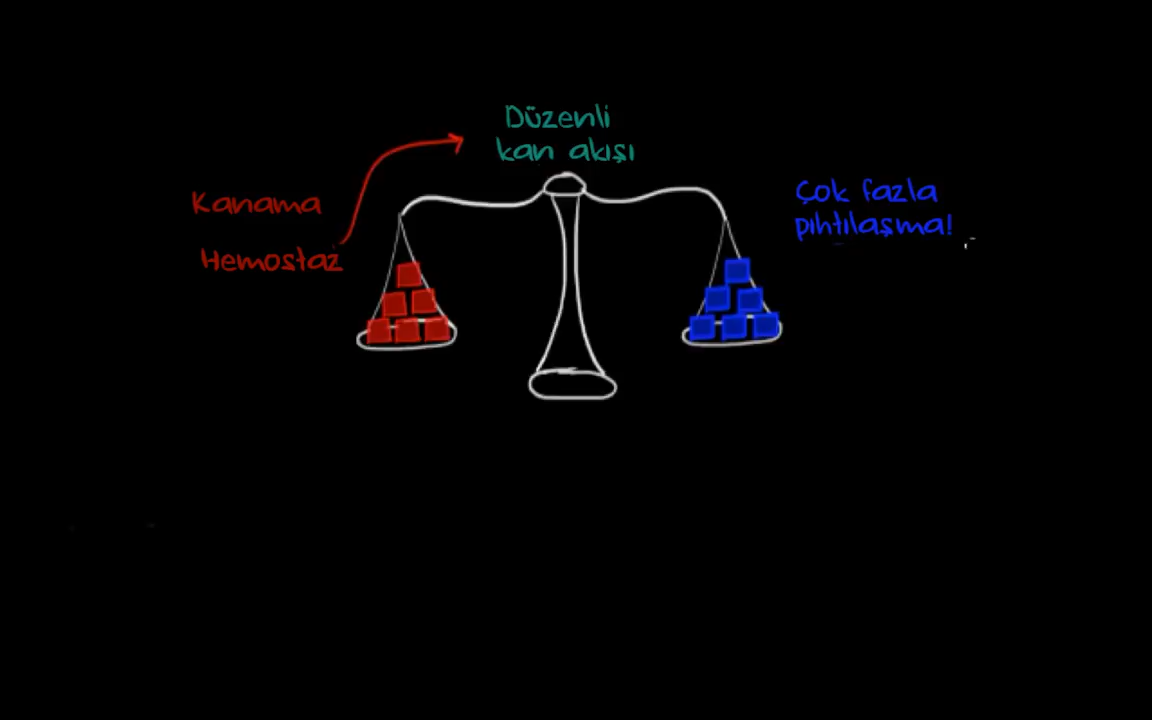 Düzenli
kan akışı
Kanama
Hemostaz
Çok fazla
pıhtılaşma!